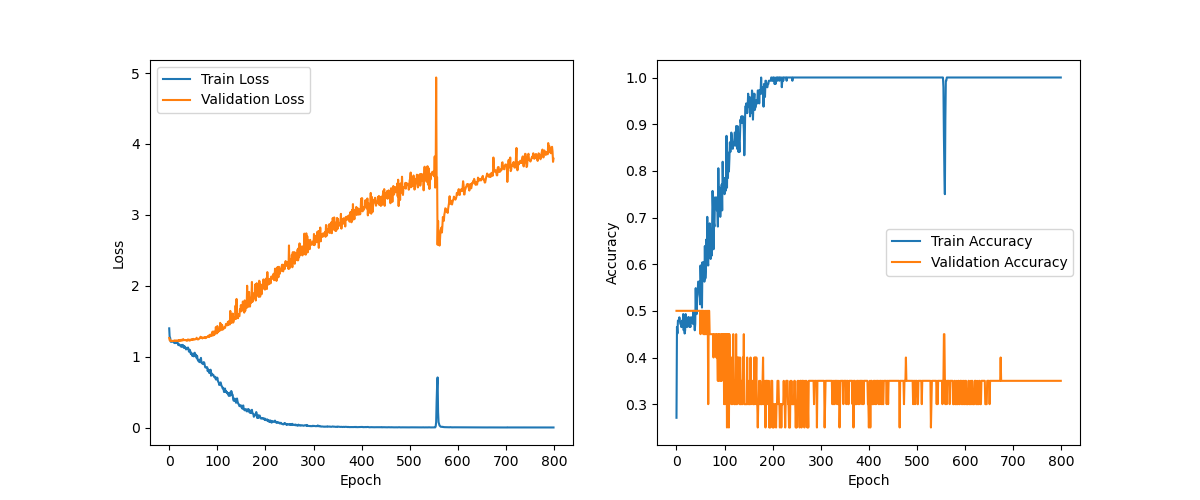 Train Loss
Validation Loss
5
4
3
2
1
0
Loss
0 100 200 300 400 500 600 700 800
Epoch
1.0
0.9
0.8
0.7
0.6
0.5
0.4
0.3
Accuracy
Train Accuracy
Validation Accuracy
0 100 200 300 400 500 600 700 800
Epoch